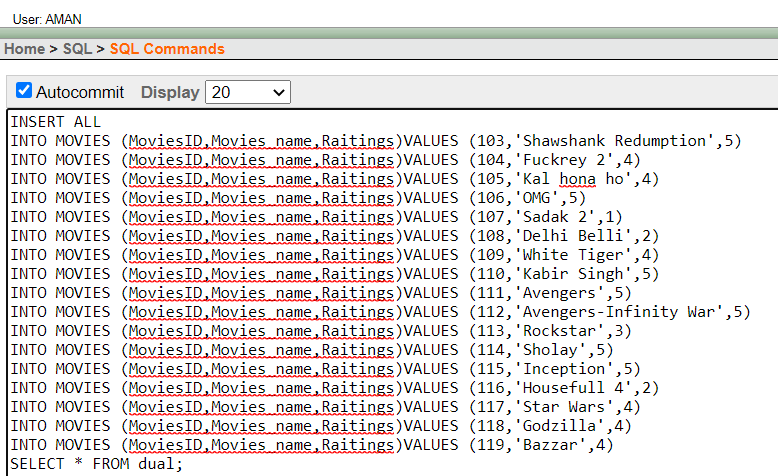 User: AMAN
Home > SQL > SQL Commands
Autocommit Display 20
INSERT ALL
INTO MOVIES (MoviesID,Movies_name,Raitings)VALUES (103,'Shawshank Redumption',5)
INTO MOVIES (MoviesID,Movies_name,Raitings)VALUES (104,'Fuckrey 2',4)
INTO MOVIES (MoviesID,Movies_name,Raitings)VALUES (105,'Kal hona ho',4)
INTO MOVIES (MoviesID,Movies_name,Raitings)VALUES (106,'OMG',5)
INTO MOVIES (MoviesID,Movies_name,Raitings)VALUES (107,'Sadak 2',1)
INTO MOVIES (MoviesID,Movies_name,Raitings)VALUES (108,'Delhi Belli',2)
INTO MOVIES (MoviesID,Movies_name,Raitings)VALUES (109,'White Tiger',4)
INTO MOVIES (MoviesID,Movies_name,Raitings)VALUES (110,'Kabir Singh',5)
INTO MOVIES (MoviesID,Movies_name,Raitings)VALUES (111,'Avengers',5)
INTO MOVIES (MoviesID,Movies_name,Raitings)VALUES (112,'Avengers-Infinity War',5)
INTO MOVIES (MoviesID,Movies_name,Raitings)VALUES (113,'Rockstar',3)
INTO MOVIES (MoviesID,Movies_name,Raitings)VALUES (114,'Sholay',5)
INTO MOVIES (MoviesID,Movies_name,Raitings)VALUES (115,'Inception',5)
INTO MOVIES (MoviesID,Movies_name,Raitings)VALUES (116,'Housefull 4',2)
INTO MOVIES (MoviesID,Movies_name,Raitings)VALUES (117,'Star Wars',4)
INTO MOVIES (MoviesID,Movies_name,Raitings)VALUES (118,'Godzilla',4)
INTO MOVIES (MoviesID,Movies_name,Raitings)VALUES (119,'Bazzar',4)
SELECT * FROM dual;